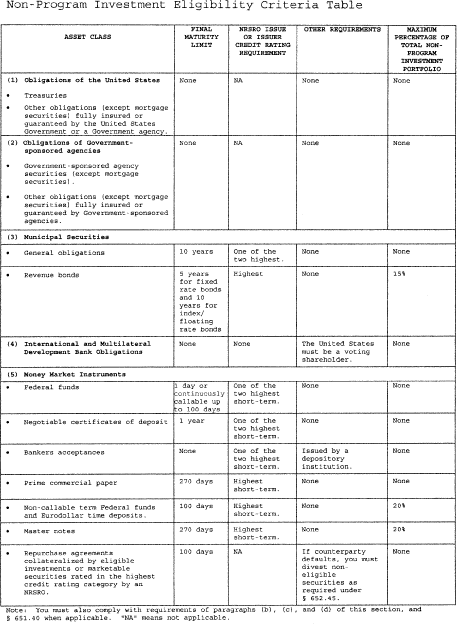 Non-Program Investment Eligibility Criteria Table
ASSET CLASS
FINAL
MATURITY
LIMIT
NRSRO ISSUE
OR ISSUER
CREDIT RATING
REQUIREMENT
OTHER REQUIREMENTS
MAXIMUM
PERCENTAGE OF
TOTAL NON-
PROGRAM
INVESTMENT
PORTFOLIO
(1) Obligations of the United States
• Treasuries
• Other obligations (except mortgage
securities) fully insured or
guaranteed by the United States
Government or a Government agency.
None
NA
None
None
(2) Obligations of Government-
sponsored agencies
• Government-sponsored agency
securities (except mortgage
securities).
• Other obligations (except mortgage
securities) fully insured or
guaranteed by Government-sponsored
agencies.
None
NA
None
None
(3) Municipal Securities
• General obligations
10 years
One of the
two highest.
None
None
• Revenue bonds
5 years
for fixed
rate bonds
and 10
years for
index/
floating
rate bonds
Highest
None
15%
(4) International and Multilateral
Development Bank Obligations
None
None
The United States
must be a voting
shareholder.
None
(5) Money Market Instruments
• Federal funds
1 day or
continuously
callable up
to 100 days
One of the
two highest
short-term.
None
None
• Negotiable certificates of deposit
1 year
One of the
two highest
short-term.
None
None
• Bankers acceptances
None
One of the
two highest
short-term.
Issued by a
depository
institution.
None
• Prime commercial paper
270 days
Highest
short-term.
None
None
• Non-callable term Federal funds
and Eurodollar time deposits.
100 days
Highest
short-term.
None
20%
• Master notes
270 days
Highest
short-term.
None
20%
• Repurchase agreements
collateralized by eligible
investments or marketable
securities rated in the highest
credit rating category by an
NRSRO.
100 days
NA
If counterparty
defaults, you must
divest non-
eligible
securities as
required under
§ 652.45.
None
Note: You must also comply with requirements of paragraphs (b), (c), and (d) of this section, and
§ 651.40 when applicable. "NA" means not applicable.